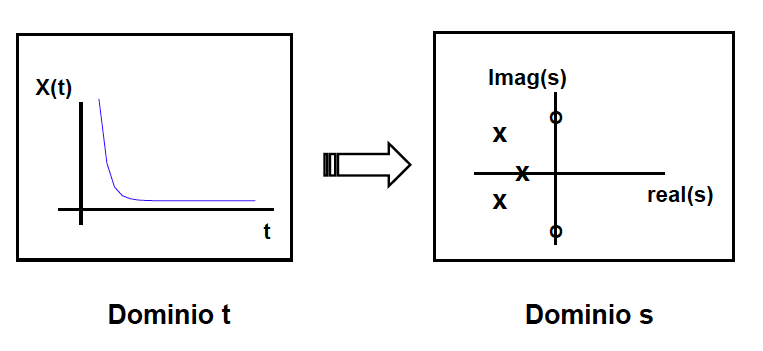 X(t)
t
Dominio t
Imag(s)
o
x
x
x
o
real(s)
Dominio s